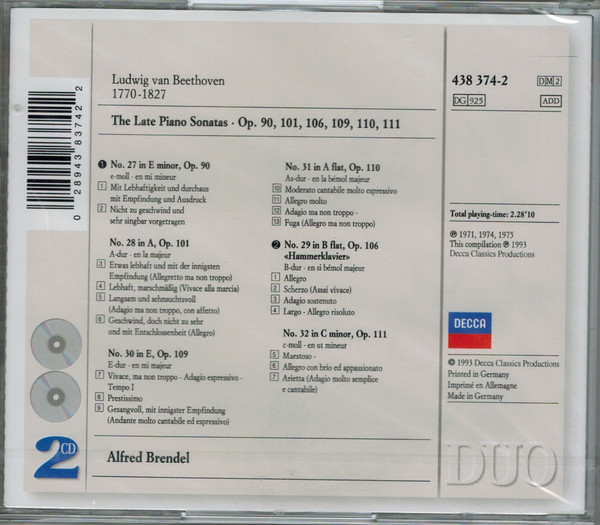 Ludwig van Beethoven
1770-1827
The Late Piano Sonatas · Op. 90, 101, 106, 109, 110, 111
1 No. 27 in E minor, Op. 90
e-moll · en mi mineur
1 Mit Lebhaftigkeit und durchaus
mit Empfindung und Ausdruck
2 Nicht zu geschwind und
sehr singbar vorgetragen
No. 28 in A, Op. 101
A-dur · en la majeur
3 Etwas lebhaft und mit der innigsten
Empfindung (Allegretto ma non troppo)
4 Lebhaft, marschmäßig (Vivace alla marcia)
5 Langsam und sehnsuchtsvoll
(Adagio ma non troppo, con affetto)
6 Geschwind, doch nicht zu sehr
und mit Entschlossenheit (Allegro)
No. 30 in E, Op. 109
E-dur · en mi majeur
7 Vivace, ma non troppo - Adagio espressivo -
Tempo I
8 Prestissimo
9 Gesangvoll, mit innigster Empfindung
(Andante molto cantabile ed espressivo)
No. 31 in A flat, Op. 110
As-dur · en la bémol majeur
10 Moderato cantabile molto espressivo
11 Allegro molto
12 Adagio ma non troppo -
13 Fuga (Allegro ma non troppo)
2 No. 29 in B flat, Op. 106
«Hammerklavier»
B-dur · en si bémol majeur
1 Allegro
2 Scherzo (Assai vivace)
3 Adagio sostenuto
4 Largo - Allegro risoluto
No. 32 in C minor, Op. 111
c-moll · en ut mineur
5 Maestoso -
6 Allegro con brio ed appassionato
7 Arietta (Adagio molto semplice
e cantabile)
Alfred Brendel
438 374-2
DM 2
DG 925
ADD
Total playing-time: 2.28'10
℗ 1971, 1974, 1975
This compilation ℗ 1993
Decca Classics Productions
DECCA
© 1993 Decca Classics Productions
Printed in Germany
Imprimé en Allemagne
Made in Germany
DUO
0 28943 83742 2
2 CD